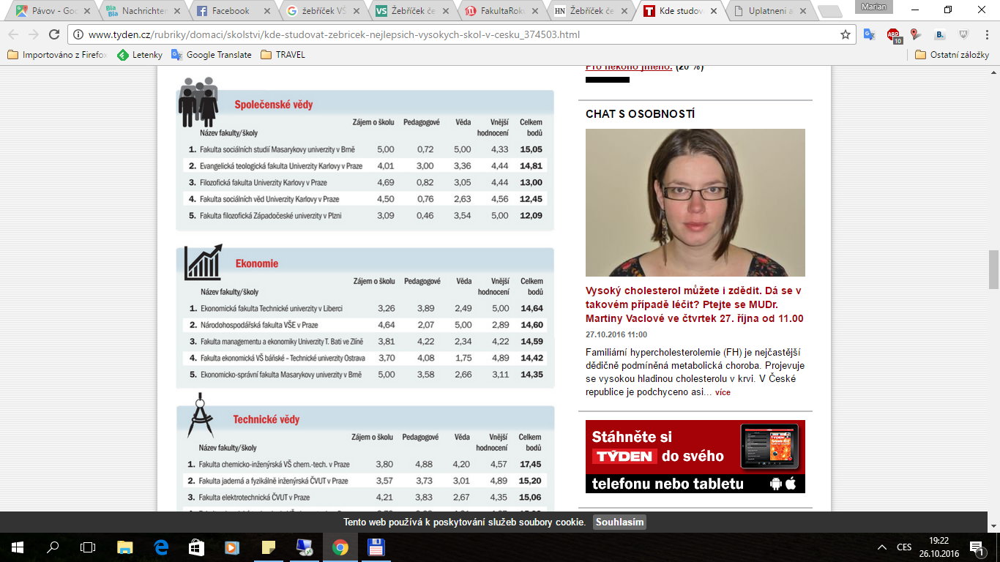 Pávov - Goo
Nachrichter
Facebook
žebříček VŠ
Žebříček če
FakultaRoku
Žebříček če
Kde studov
Uplatneni a
Marian
www.tyden.cz/rubriky/domaci/skolstvi/kde-studovat-zebricek-nejlepsich-vysokych-skol-v-cesku_374503.html
Importováno z Firefox
Letenky
Google Translate
TRAVEL
Ostatní záložky
Společenské vědy
Název fakulty/školy Zájem o školu Pedagogové Věda Vnější hodnocení Celkem bodů
1. Fakulta sociálních studií Masarykovy univerzity v Brně 5,00 0,72 5,00 4,33 15,05
2. Evangelická teologická fakulta Univerzity Karlovy v Praze 4,01 3,00 3,36 4,44 14,81
3. Filozofická fakulta Univerzity Karlovy v Praze 4,69 0,82 3,05 4,44 13,00
4. Fakulta sociálních věd Univerzity Karlovy v Praze 4,50 0,76 2,63 4,56 12,45
5. Fakulta filozofická Západočeské univerzity v Plzni 3,09 0,46 3,54 5,00 12,09
Ekonomie
Název fakulty/školy Zájem o školu Pedagogové Věda Vnější hodnocení Celkem bodů
1. Ekonomická fakulta Technické univerzity v Liberci 3,26 3,89 2,49 5,00 14,64
2. Národohospodářská fakulta VŠE v Praze 4,64 2,07 5,00 2,89 14,60
3. Fakulta managementu a ekonomiky Univerzity T. Bati ve Zlíně 3,81 4,22 2,34 4,22 14,59
4. Fakulta ekonomická VŠ báňské – Technické univerzity Ostrava 3,70 4,08 1,75 4,89 14,42
5. Ekonomicko-správní fakulta Masarykovy univerzity v Brně 5,00 3,58 2,66 3,11 14,35
Technické vědy
Název fakulty/školy Zájem o školu Pedagogové Věda Vnější hodnocení Celkem bodů
1. Fakulta chemicko-inženýrská VŠ chem.-tech. v Praze 3,80 4,88 4,20 4,57 17,45
2. Fakulta jaderná a fyzikálně inženýrská ČVUT v Praze 3,57 3,73 3,01 4,89 15,20
3. Fakulta elektrotechnická ČVUT v Praze 4,21 3,83 2,67 4,35 15,06
Pro někoho jiného. (20 %)
CHAT S OSOBNOSTÍ
Vysoký cholesterol můžete i zdědit. Dá se v
takovém případě léčit? Ptejte se MUDr.
Martiny Vaclové ve čtvrtek 27. října od 11.00
27.10.2016 11:00
Familiární hypercholesterolemie (FH) je nejčastější
dědičně podmíněná metabolická choroba. Projevuje
se vysokou hladinou cholesterolu v krvi. V České
republice je podchyceno asi... více
Stáhněte si
TÝDEN do svého
telefonu nebo tabletu
Tento web používá k poskytování služeb soubory cookie. Souhlasím
CES
19:22
26.10.2016